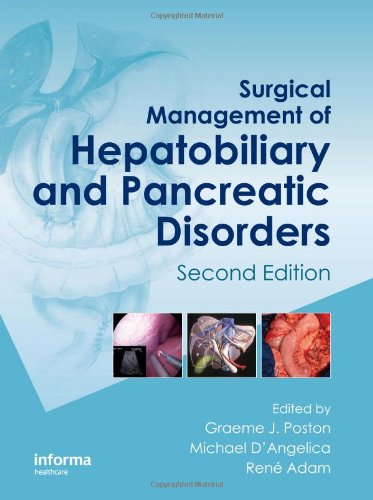 Surgical
Management of
Hepatobiliary
and Pancreatic
Disorders
Second Edition
Edited by
Graeme J. Poston
Michael D'Angelica
René Adam
informa
healthcare